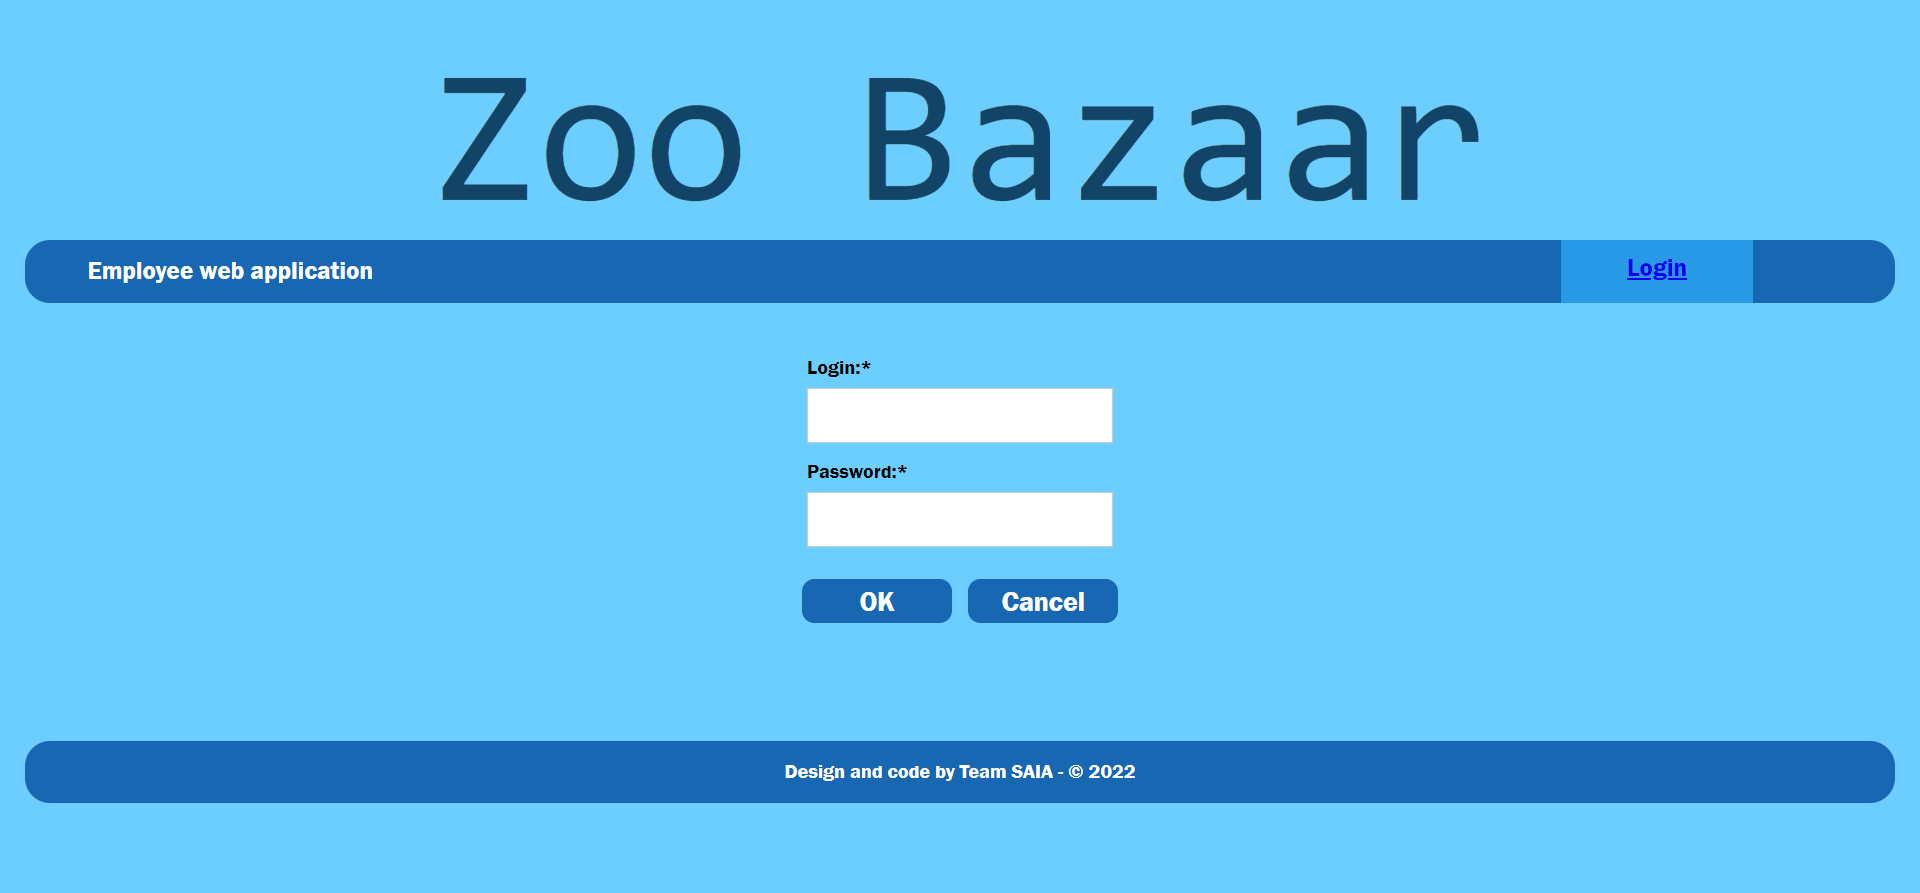 Zoo Bazaar
Employee web application
Login
Login:*
Password:*
OK
Cancel
Design and code by Team SAIA - © 2022